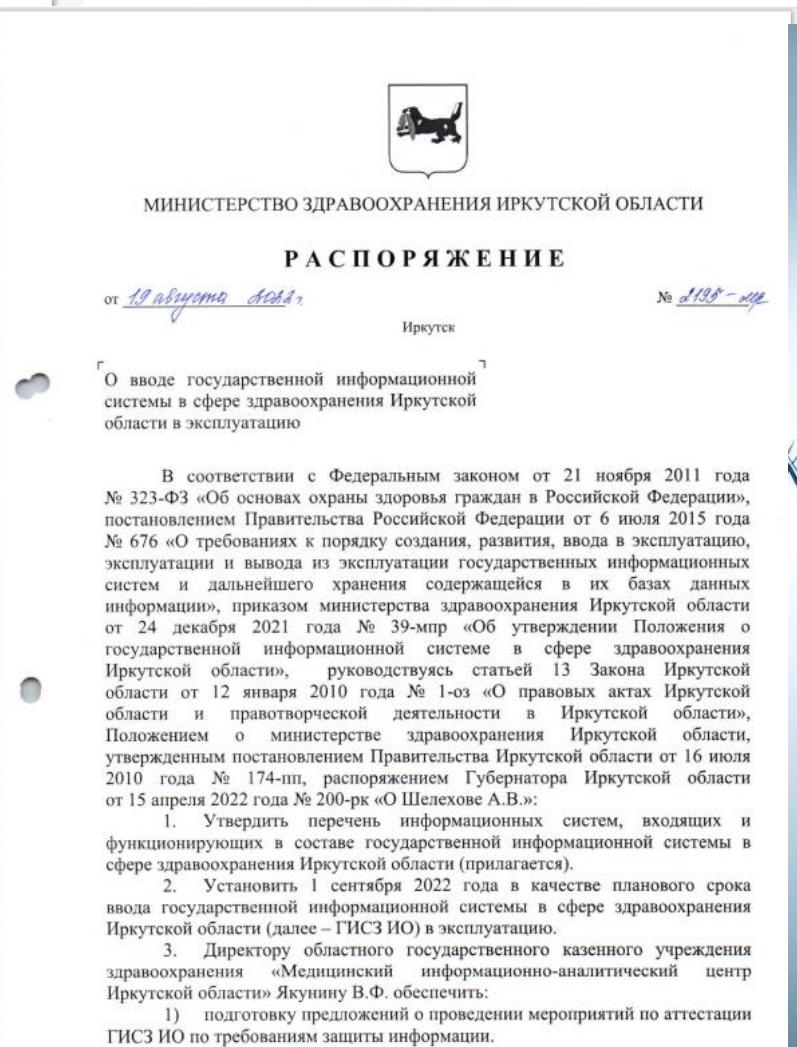 МИНИСТЕРСТВО ЗДРАВООХРАНЕНИЯ ИРКУТСКОЙ ОБЛАСТИ
РАСПОРЯЖЕНИЕ
от 19 августа 2022г. № 2195-мр
Иркутск
О вводе государственной информационной
системы в сфере здравоохранения Иркутской
области в эксплуатацию
В соответствии с Федеральным законом от 21 ноября 2011 года
№ 323-ФЗ «Об основах охраны здоровья граждан в Российской Федерации»,
постановлением Правительства Российской Федерации от 6 июля 2015 года
№ 676 «О требованиях к порядку создания, развития, ввода в эксплуатацию,
эксплуатации и вывода из эксплуатации государственных информационных
систем и дальнейшего хранения содержащейся в их базах данных
информации», приказом министерства здравоохранения Иркутской области
от 24 декабря 2021 года № 39-мпр «Об утверждении Положения о
государственной информационной системе в сфере здравоохранения
Иркутской области», руководствуясь статьей 13 Закона Иркутской
области от 12 января 2010 года № 1-оз «О правовых актах Иркутской
области и правотворческой деятельности в Иркутской области»,
Положением о министерстве здравоохранения Иркутской области,
утвержденным постановлением Правительства Иркутской области от 16 июля
2010 года № 174-пп, распоряжением Губернатора Иркутской области
от 15 апреля 2022 года № 200-рк «О Шелехове А.В.»:
1. Утвердить перечень информационных систем, входящих и
функционирующих в составе государственной информационной системы в
сфере здравоохранения Иркутской области (прилагается).
2. Установить 1 сентября 2022 года в качестве планового срока
ввода государственной информационной системы в сфере здравоохранения
Иркутской области (далее – ГИСЗ ИО) в эксплуатацию.
3. Директору областного государственного казенного учреждения
здравоохранения «Медицинский информационно-аналитический центр
Иркутской области» Якунину В.Ф. обеспечить:
1) подготовку предложений о проведении мероприятий по аттестации
ГИСЗ ИО по требованиям защиты информации.